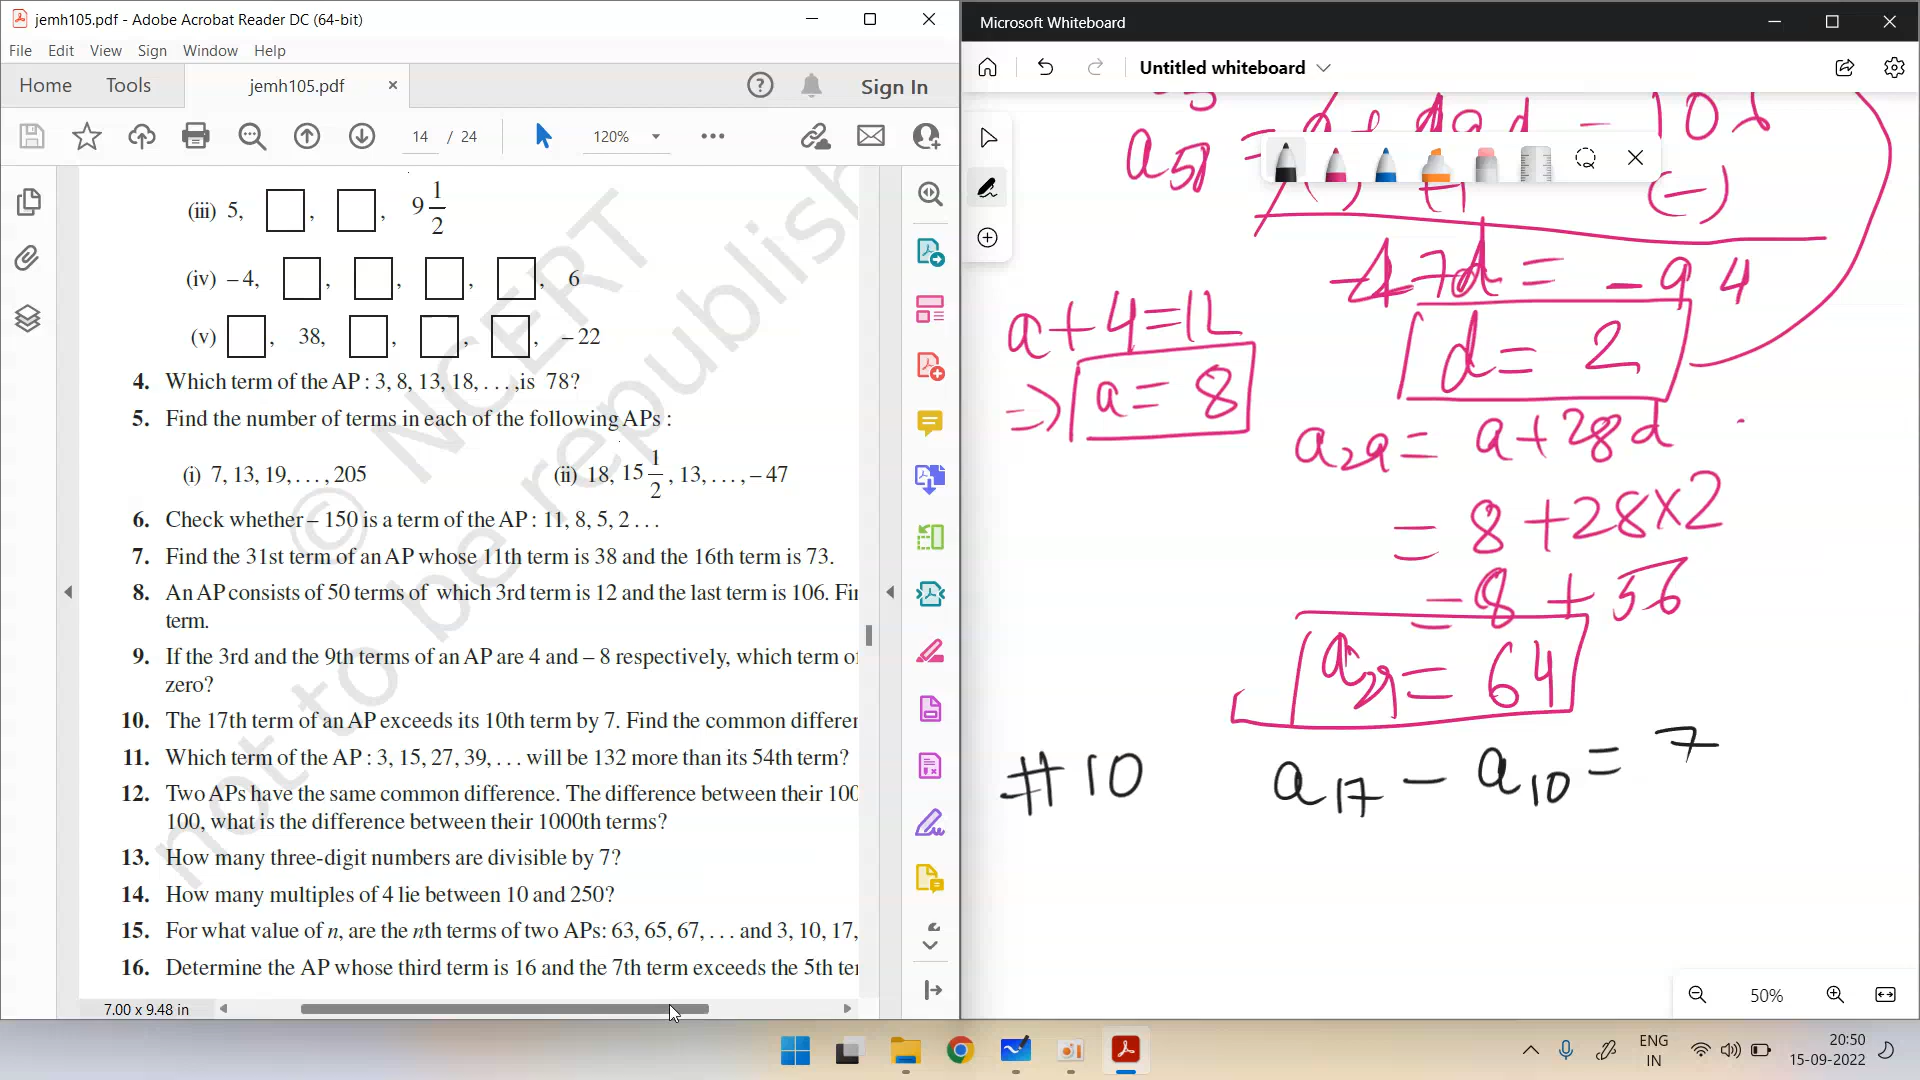 jemh105.pdf - Adobe Acrobat Reader DC (64-bit)
File Edit View Sign Window Help
Home Tools jemh105.pdf × Sign In
14 / 24 120%
(iii) 5, , , 9 1/2
(iv) – 4, , , , , 6
(v) , 38, , , , – 22
4. Which term of the AP : 3, 8, 13, 18, . . . ,is 78?
5. Find the number of terms in each of the following APs :
(i) 7, 13, 19, . . . , 205 (ii) 18, 15 1/2 , 13, . . . , – 47
6. Check whether – 150 is a term of the AP : 11, 8, 5, 2 . . .
7. Find the 31st term of an AP whose 11th term is 38 and the 16th term is 73.
8. An AP consists of 50 terms of which 3rd term is 12 and the last term is 106. Fin
term.
9. If the 3rd and the 9th terms of an AP are 4 and – 8 respectively, which term of
zero?
10. The 17th term of an AP exceeds its 10th term by 7. Find the common differen
11. Which term of the AP : 3, 15, 27, 39, . . . will be 132 more than its 54th term?
12. Two APs have the same common difference. The difference between their 100
100, what is the difference between their 1000th terms?
13. How many three-digit numbers are divisible by 7?
14. How many multiples of 4 lie between 10 and 250?
15. For what value of n, are the nth terms of two APs: 63, 65, 67, . . . and 3, 10, 17,
16. Determine the AP whose third term is 16 and the 7th term exceeds the 5th ter
© NCERT
not to be republish
7.00 x 9.48 in
Microsoft Whiteboard
Untitled whiteboard
(–)
= – 94
d = 2
a + 4 = 12
⇒ a = 8
a29 = a + 28d
= 8 + 28×2
= 8 + 56
a29 = 64
#10 a17 – a10 = 7
50%
ENG
IN
20:50
15-09-2022